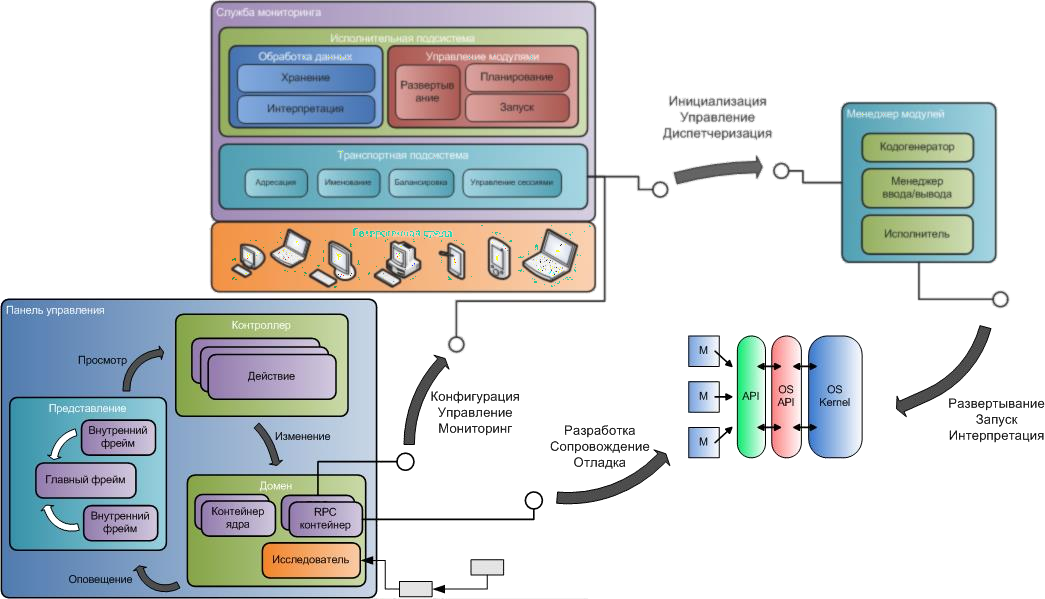 Служба мониторинга
Исполнительная подсистема
Обработка данных
Хранение
Интерпретация
Управление модулями
Развертыв
ание
Планирование
Запуск
Транспортная подсистема
Адресация
Именование
Балансировка
Управление сессиями
Инициализация
Управление
Диспетчеризация
Менеджер модулей
Кодогенератор
Менеджер
ввода/вывода
Исполнитель
Панель управления
Контроллер
Действие
Просмотр
Представление
Внутренний
фрейм
Главный фрейм
Внутренний
фрейм
Изменение
Домен
Контейнер
ядра
RPC
контейнер
Исследователь
Оповещение
Конфигурация
Управление
Мониторинг
Разработка
Сопровождение
Отладка
M
M
M
API
OS
API
OS
Kernel
Развертывание
Запуск
Интерпретация